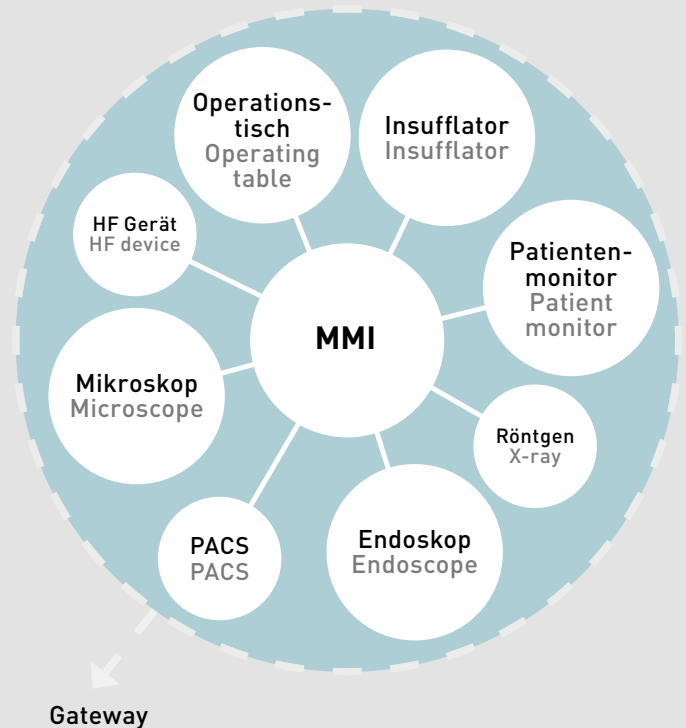 Operations-
tisch
Operating
table
Insufflator
Insufflator
HF Gerät
HF device
Patienten-
monitor
Patient
monitor
MMI
Mikroskop
Microscope
Röntgen
X-ray
PACS
PACS
Endoskop
Endoscope
Gateway